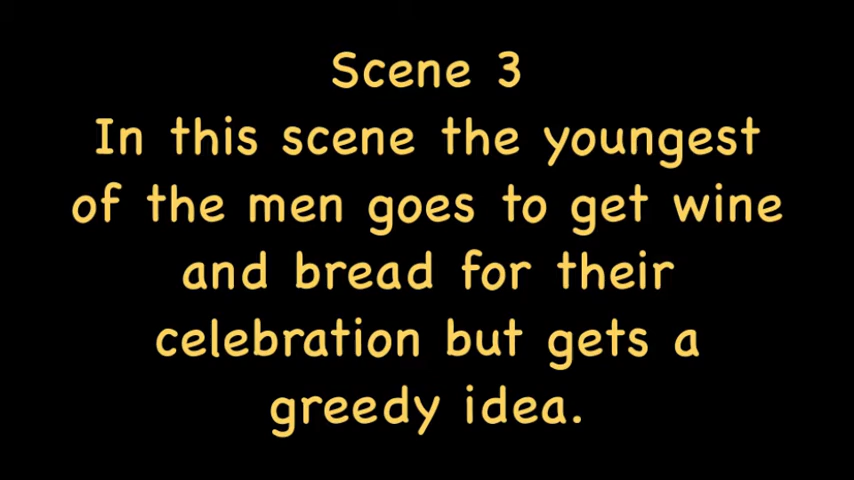 Scene 3
In this scene the youngest
of the men goes to get wine
and bread for their
celebration but gets a
greedy idea.